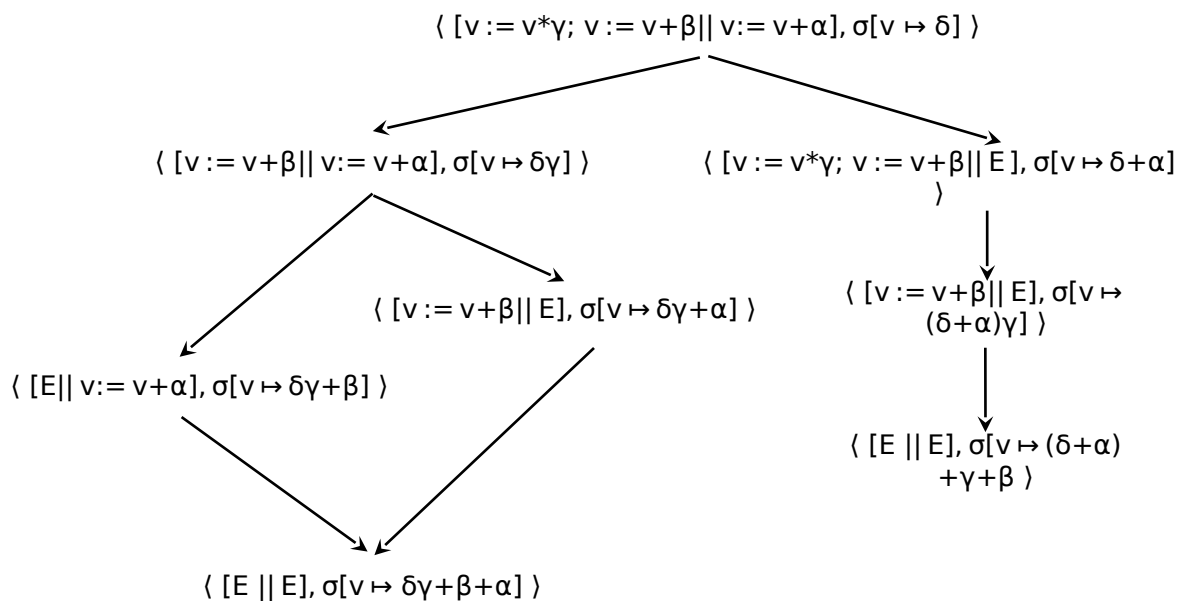 ⟨ [v := v*γ; v := v+β|| v:= v+α], σ[v ↦ δ] ⟩
⟨ [v := v+β|| v:= v+α], σ[v ↦ δγ] ⟩
⟨ [v := v*γ; v := v+β|| E ], σ[v ↦ δ+α]
⟩
⟨ [v := v+β|| E], σ[v ↦ δγ+α] ⟩
⟨ [v := v+β|| E], σ[v ↦
(δ+α)γ] ⟩
⟨ [E|| v:= v+α], σ[v ↦ δγ+β] ⟩
⟨ [E || E], σ[v ↦ (δ+α)
+γ+β ⟩
⟨ [E || E], σ[v ↦ δγ+β+α] ⟩